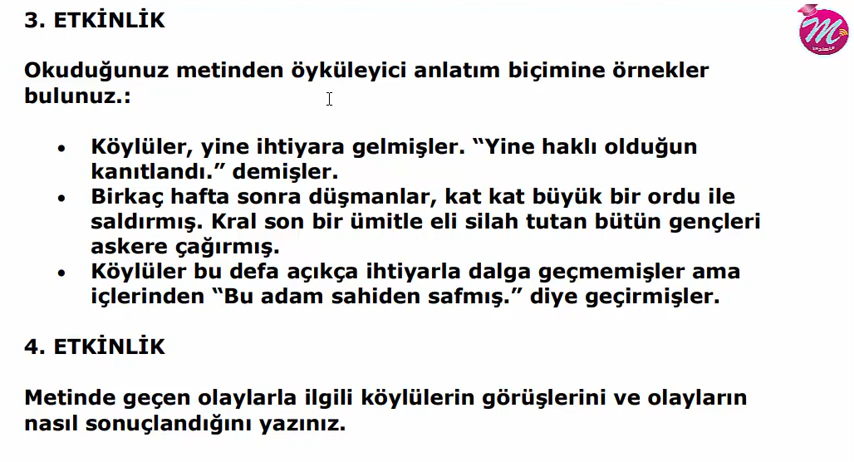 3. ETKİNLİK
Okuduğunuz metinden öyküleyici anlatım biçimine örnekler
bulunuz.:
• Köylüler, yine ihtiyara gelmişler. “Yine haklı olduğun
kanıtlandı.” demişler.
• Birkaç hafta sonra düşmanlar, kat kat büyük bir ordu ile
saldırmış. Kral son bir ümitle eli silah tutan bütün gençleri
askere çağırmış.
• Köylüler bu defa açıkça ihtiyarla dalga geçmemişler ama
içlerinden “Bu adam sahiden safmış.” diye geçirmişler.
4. ETKİNLİK
Metinde geçen olaylarla ilgili köylülerin görüşlerini ve olayların
nasıl sonuçlandığını yazınız.